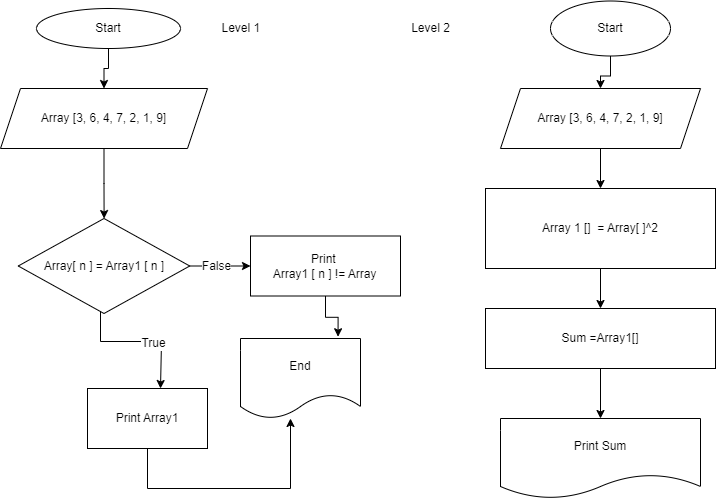 Start
Level 1
Level 2
Start
Array [3, 6, 4, 7, 2, 1, 9]
Array [3, 6, 4, 7, 2, 1, 9]
Array 1 [] = Array[ ]^2
Array[ n ] = Array1 [ n ]
False
Print
Array1 [ n ] != Array
True
End
Sum =Array1[]
Print Array1
Print Sum